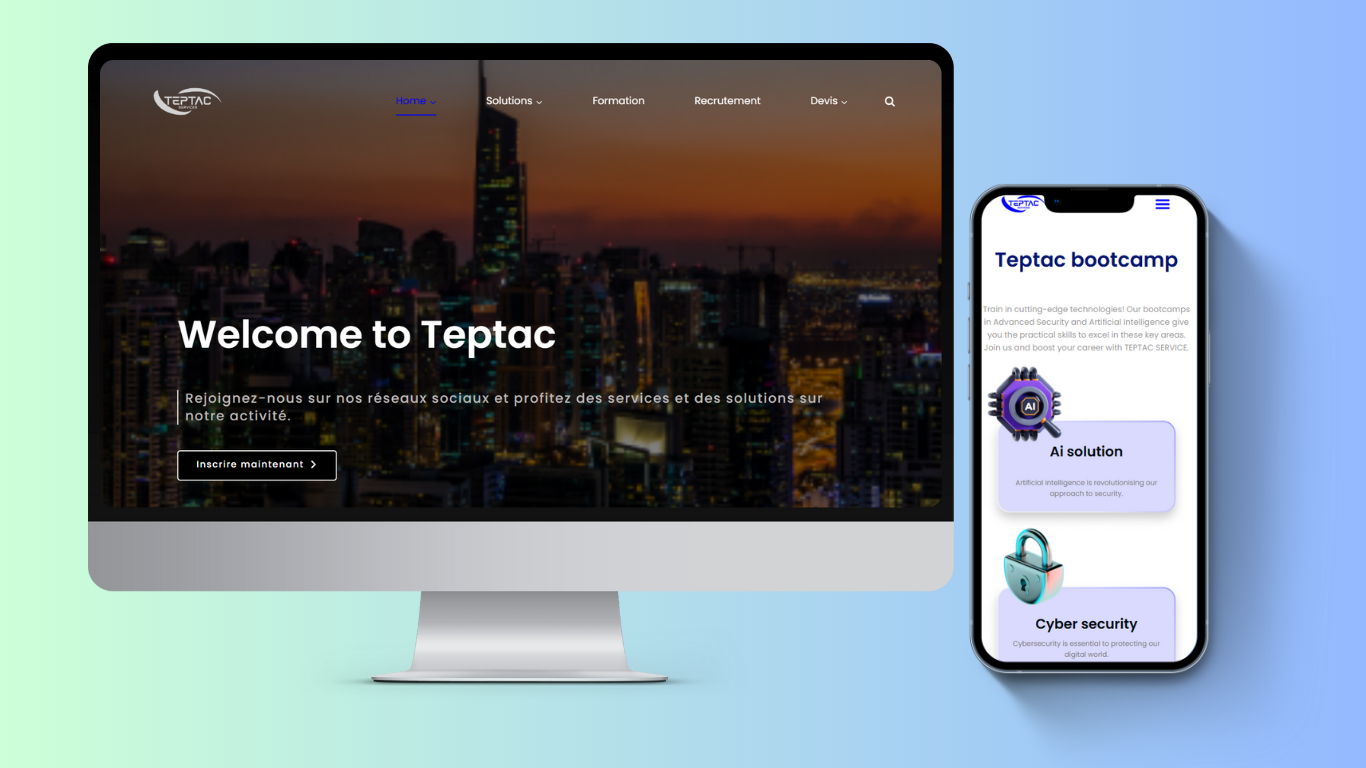 TEPTAC
SERVICES
Home
Solutions
Formation
Recrutement
Devis
Welcome to Teptac
Rejoignez-nous sur nos réseaux sociaux et profitez des services et des solutions sur
notre activité.
Inscrire maintenant
TEPTAC
Teptac bootcamp
Train in cutting-edge technologies! Our bootcamps
in Advanced Security and Artificial Intelligence give
you the practical skills to excel in these key areas.
Join us and boost your career with TEPTAC SERVICE.
AI
Ai solution
Artificial intelligence is revolutionising our
approach to security.
Cyber security
Cybersecurity is essential to protecting our
digital world.